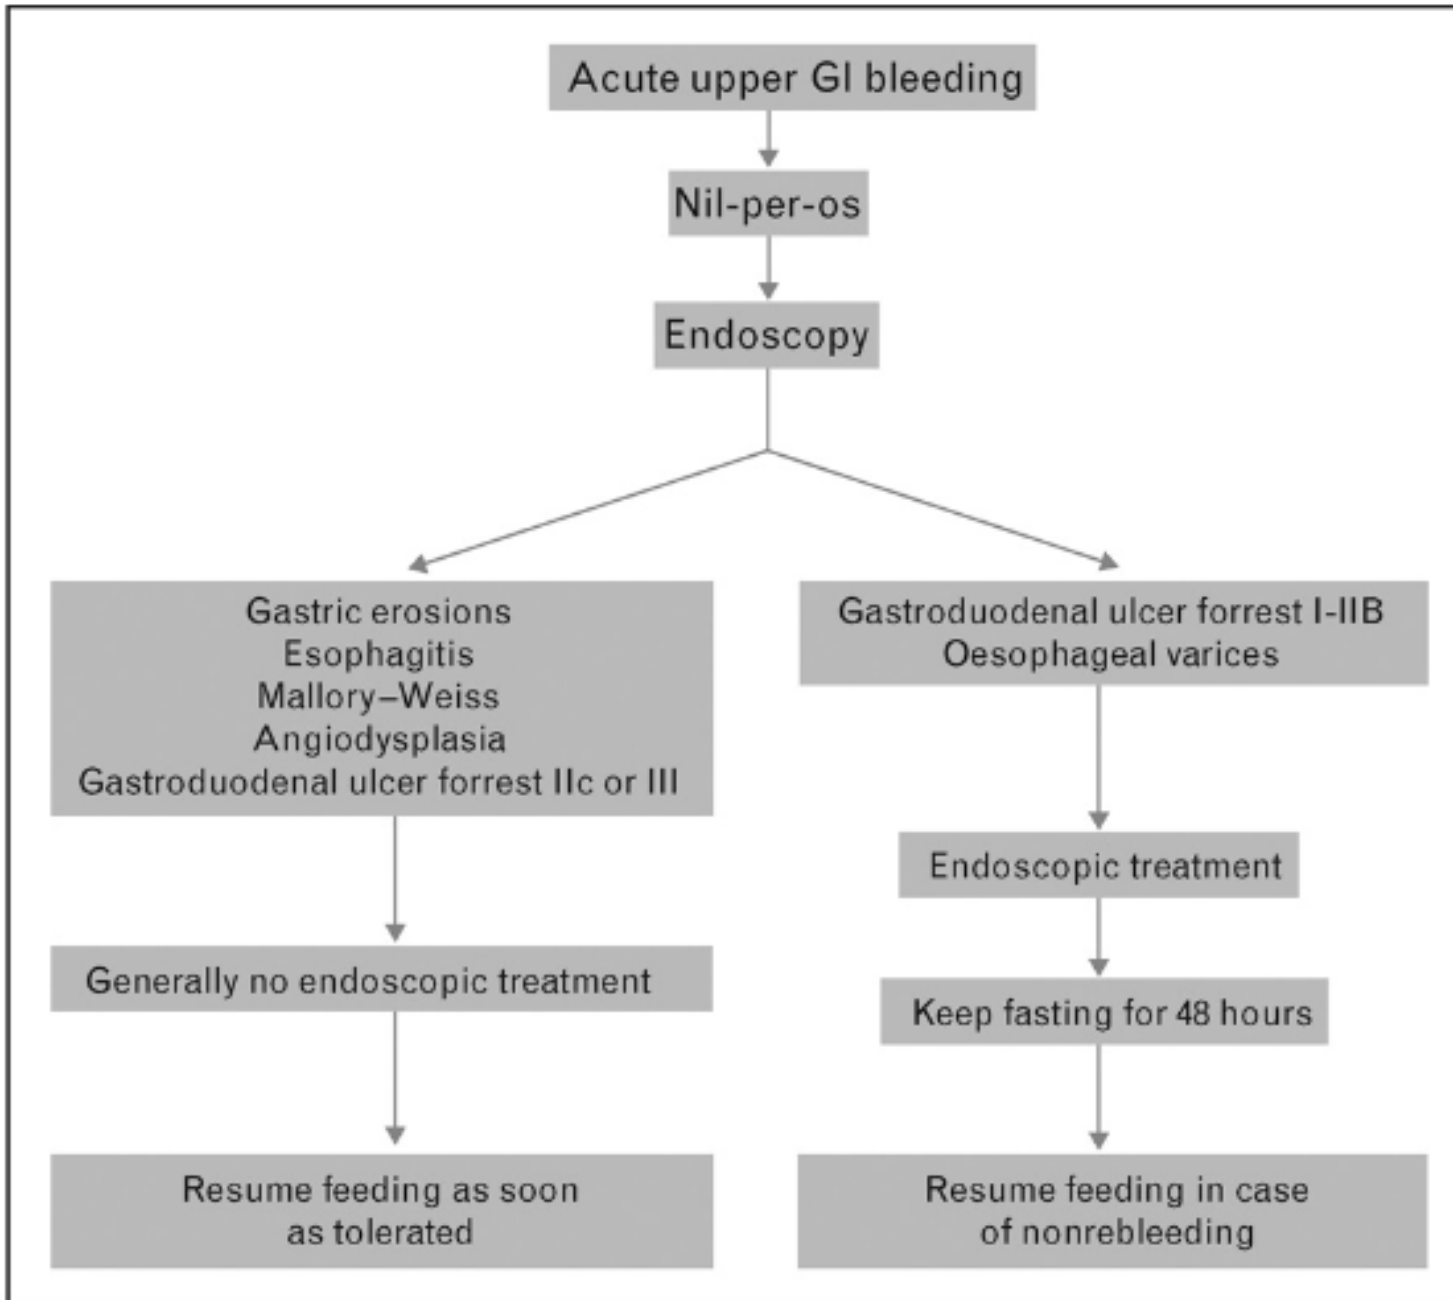 Acute upper GI bleeding
Nil-per-os
Endoscopy
Gastric erosions
Esophagitis
Mallory–Weiss
Angiodysplasia
Gastroduodenal ulcer forrest IIc or III
Generally no endoscopic treatment
Resume feeding as soon
as tolerated
Gastroduodenal ulcer forrest I-IIB
Oesophageal varices
Endoscopic treatment
Keep fasting for 48 hours
Resume feeding in case
of nonrebleeding